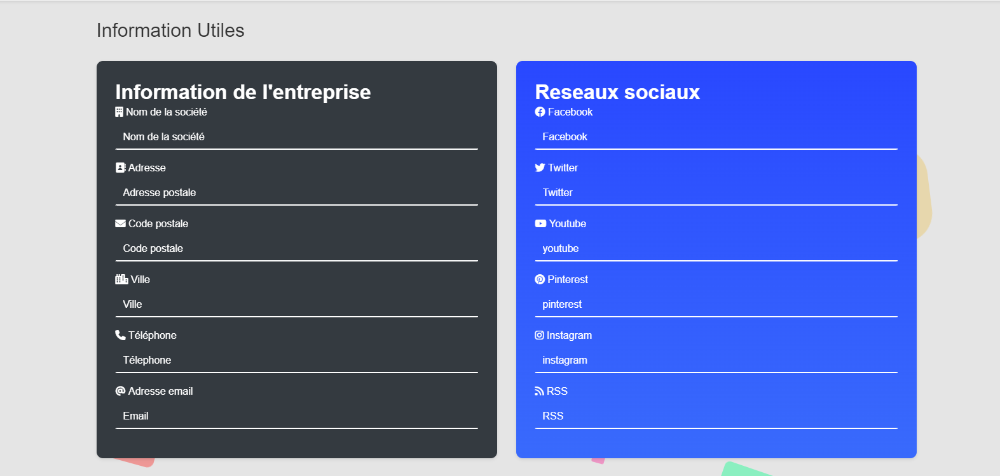 Information Utiles
Information de l'entreprise
Nom de la société
Nom de la société
Adresse
Adresse postale
Code postale
Code postale
Ville
Ville
Téléphone
Télephone
Adresse email
Email
Reseaux sociaux
Facebook
Facebook
Twitter
Twitter
Youtube
youtube
Pinterest
pinterest
Instagram
instagram
RSS
RSS